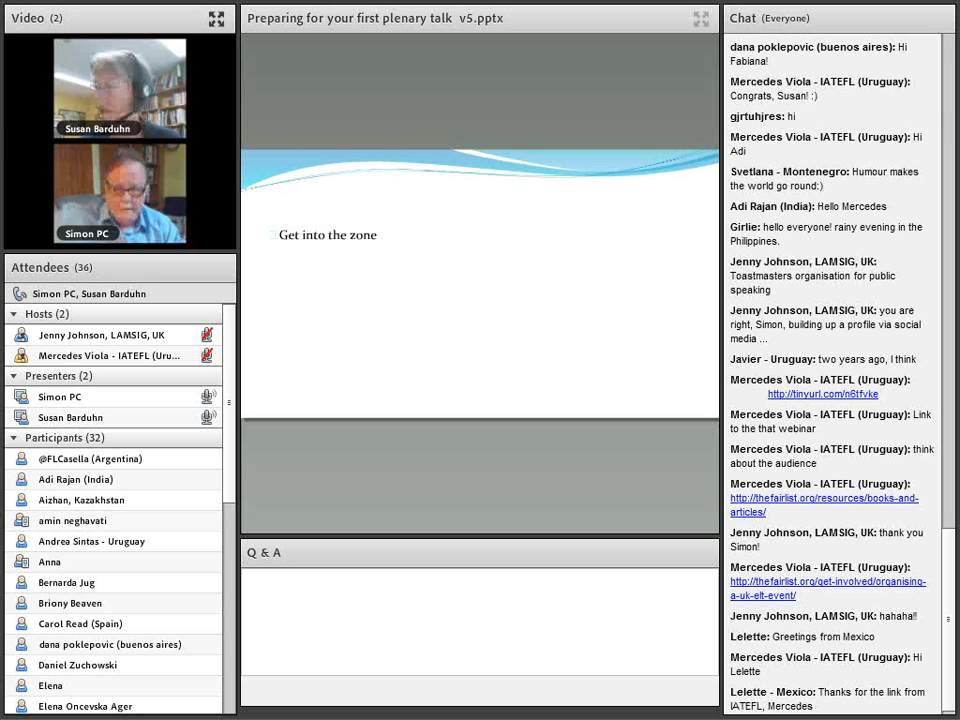 Video (2)
Susan Barduhn
Simon PC
Attendees (36)
Simon PC, Susan Barduhn
Hosts (2)
Jenny Johnson, LAMSIG, UK
Mercedes Viola - IATEFL (Uru...
Presenters (2)
Simon PC
Susan Barduhn
Participants (32)
@FLCasella (Argentina)
Adi Rajan (India)
Aizhan, Kazakhstan
amin neghavati
Andrea Sintas - Uruguay
Anna
Bernarda Jug
Briony Beaven
Carol Read (Spain)
dana poklepovic (buenos aires)
Daniel Zuchowski
Elena
Elena Oncevska Ager
Preparing for your first plenary talk v5.pptx
Get into the zone
Q & A
Chat (Everyone)
dana poklepovic (buenos aires): Hi
Fabiana!
Mercedes Viola - IATEFL (Uruguay):
Congrats, Susan! :)
gjrtuhjres: hi
Mercedes Viola - IATEFL (Uruguay): Hi
Adi
Svetlana - Montenegro: Humour makes
the world go round:)
Adi Rajan (India): Hello Mercedes
Girlie: hello everyone! rainy evening in the
Philippines.
Jenny Johnson, LAMSIG, UK:
Toastmasters organisation for public
speaking
Jenny Johnson, LAMSIG, UK: you are
right, Simon, building up a profile via social
media ...
Javier - Uruguay: two years ago, I think
Mercedes Viola - IATEFL (Uruguay):
http://tinyurl.com/n6tfvke
Mercedes Viola - IATEFL (Uruguay): Link
to the that webinar
Mercedes Viola - IATEFL (Uruguay): think
about the audience
Mercedes Viola - IATEFL (Uruguay):
http://thefairlist.org/resources/books-and-
articles/
Jenny Johnson, LAMSIG, UK: thank you
Simon!
Mercedes Viola - IATEFL (Uruguay):
http://thefairlist.org/get-involved/organising-
a-uk-elt-event/
Jenny Johnson, LAMSIG, UK: hahaha!!
Lelette: Greetings from Mexico
Mercedes Viola - IATEFL (Uruguay): Hi
Lelette
Lelette - Mexico: Thanks for the link from
IATEFL, Mercedes